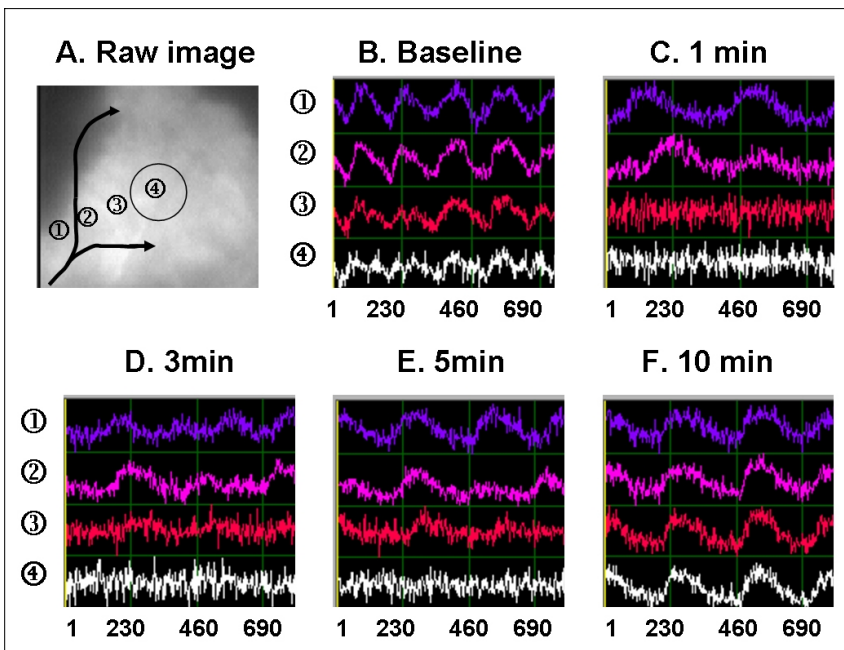 A. Raw image
B. Baseline
C. 1 min
① ② ③ ④
①
②
③
④
1 230 460 690
1 230 460 690
D. 3min
E. 5min
F. 10 min
①
②
③
④
1 230 460 690
1 230 460 690
1 230 460 690